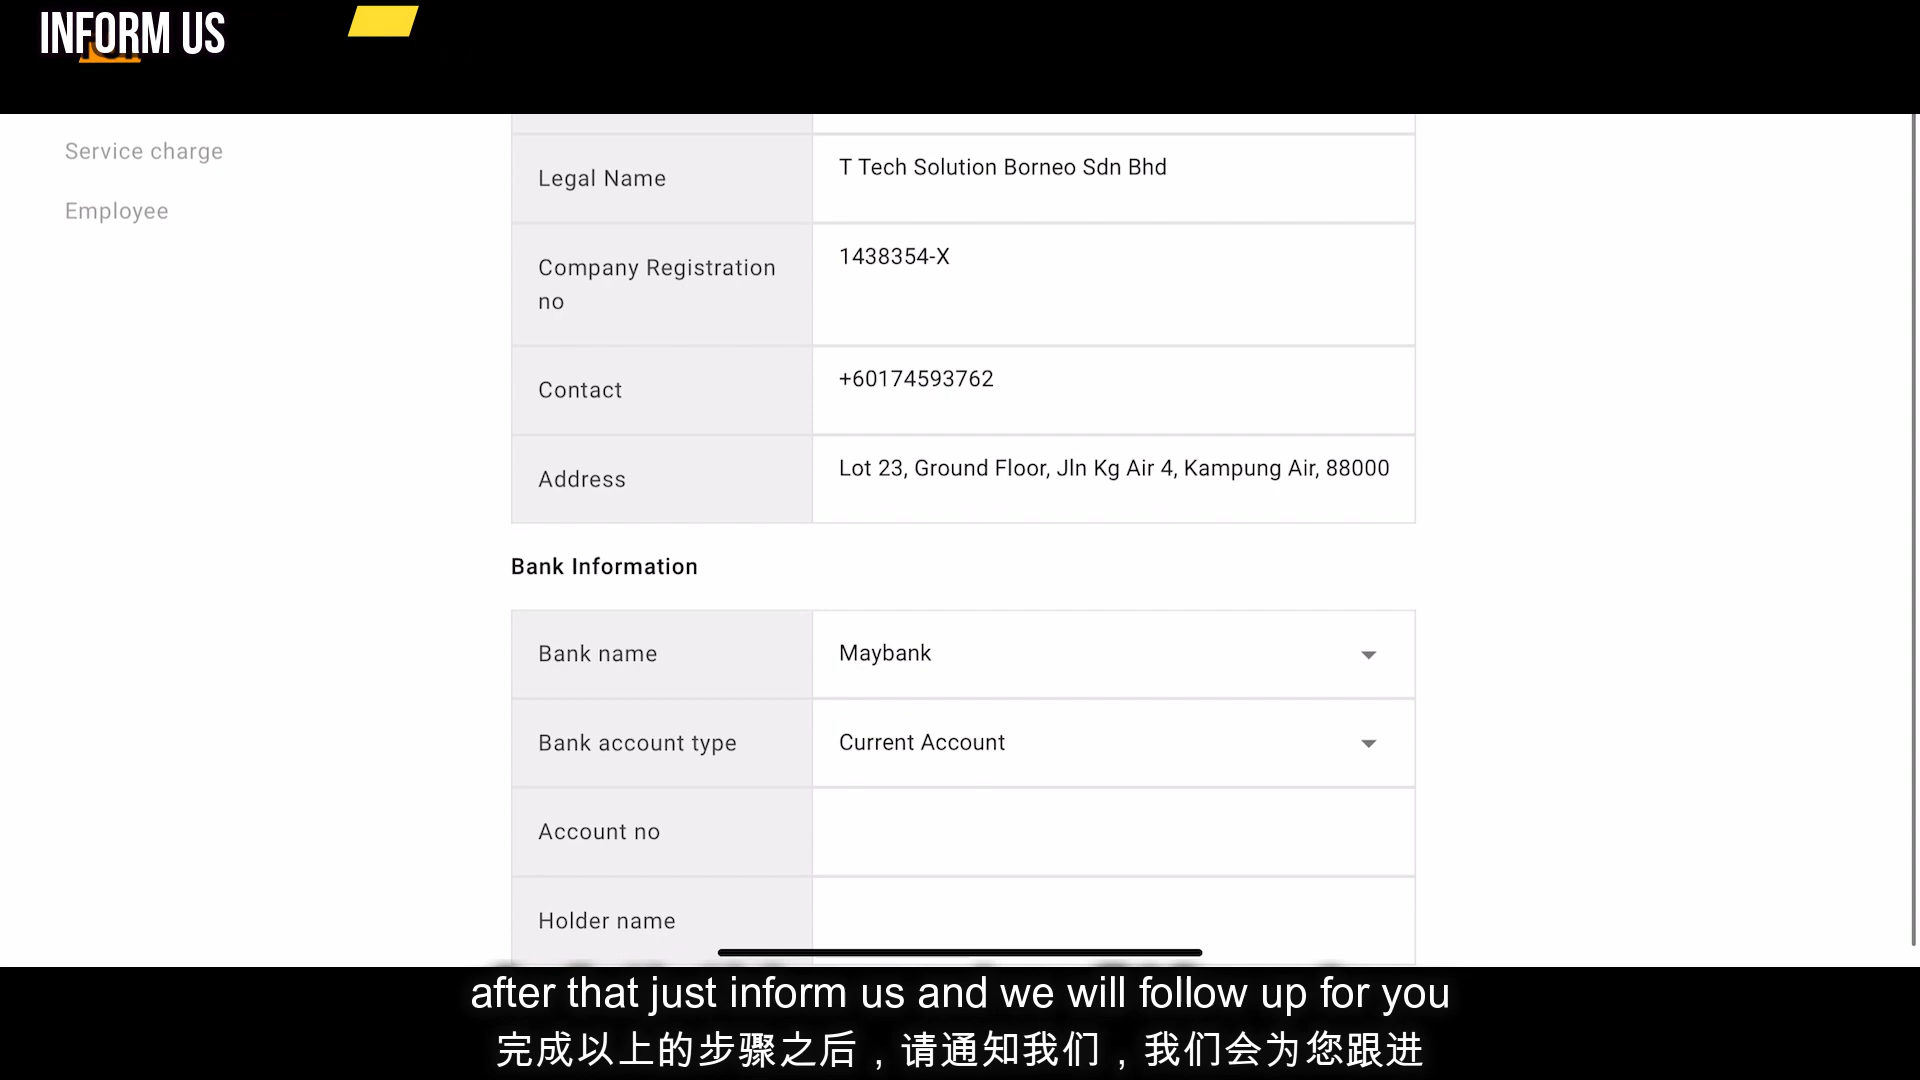 INFORM US
Service charge
Employee
Legal Name
T Tech Solution Borneo Sdn Bhd
Company Registration
no
1438354-X
Contact
+60174593762
Address
Lot 23, Ground Floor, Jln Kg Air 4, Kampung Air, 88000
Bank Information
Bank name
Maybank
Bank account type
Current Account
Account no
Holder name
after that just inform us and we will follow up for you
完成以上的步骤之后，请通知我们，我们会为您跟进